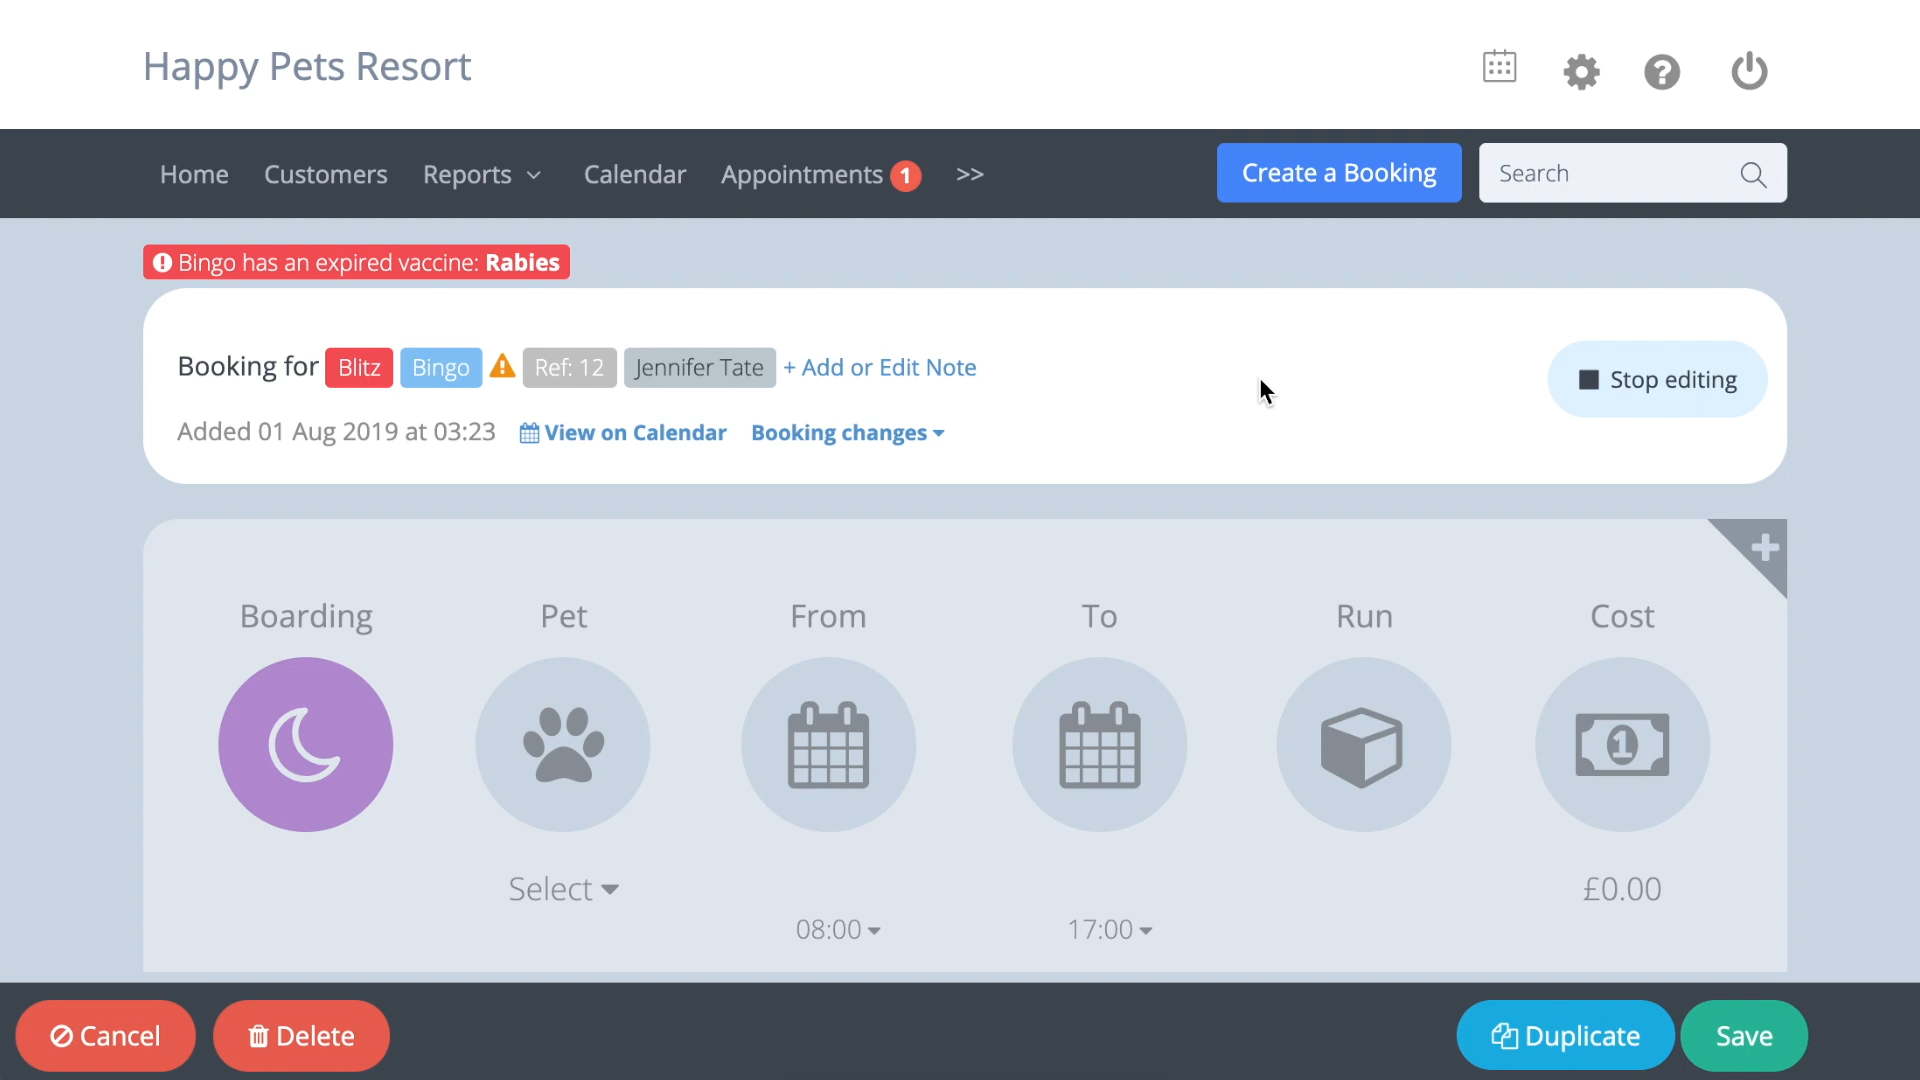 Happy Pets Resort
Home Customers Reports Calendar Appointments 1 >> Create a Booking Search
Bingo has an expired vaccine: Rabies
Booking for Blitz Bingo Ref: 12 Jennifer Tate + Add or Edit Note
Stop editing
Added 01 Aug 2019 at 03:23 View on Calendar Booking changes
Boarding Pet From To Run Cost
1
Select £0.00
08:00 17:00
Cancel Delete Duplicate Save